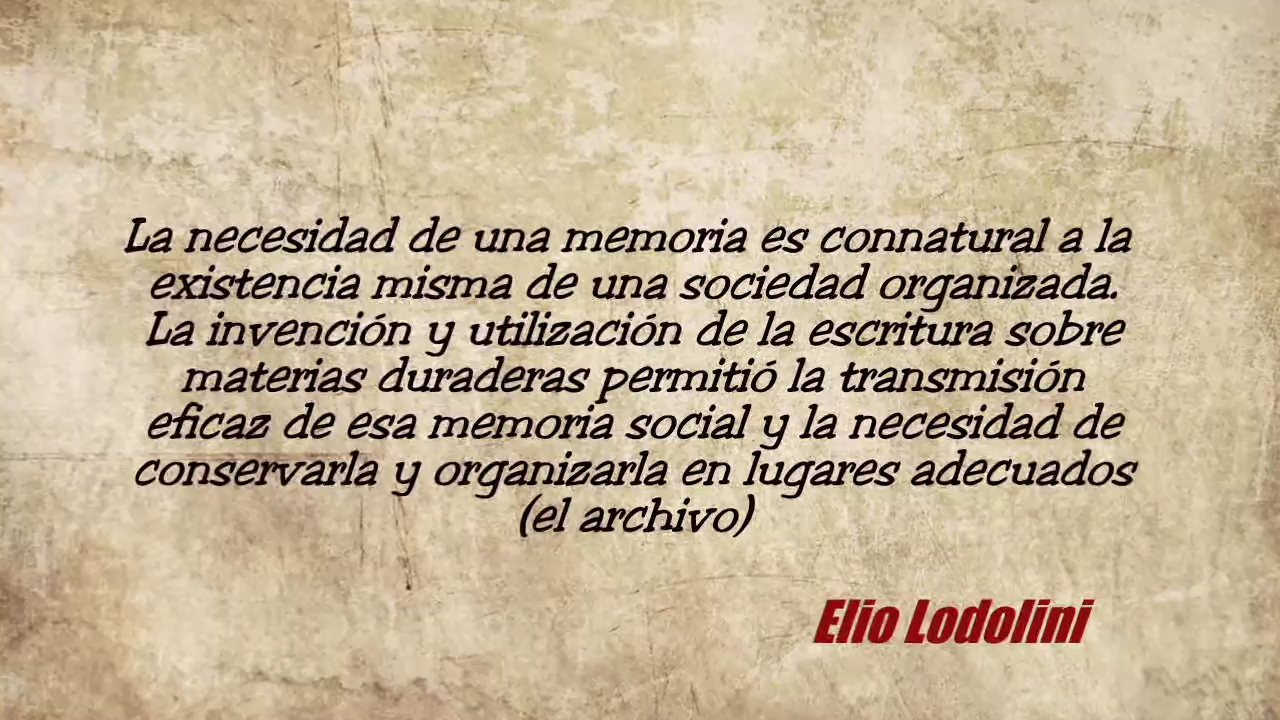 La necesidad de una memoria es connatural a la
existencia misma de una sociedad organizada.
La invención y utilización de la escritura sobre
materias duraderas permitió la transmisión
eficaz de esa memoria social y la necesidad de
conservarla y organizarla en lugares adecuados
(el archivo)
Elio Lodolini